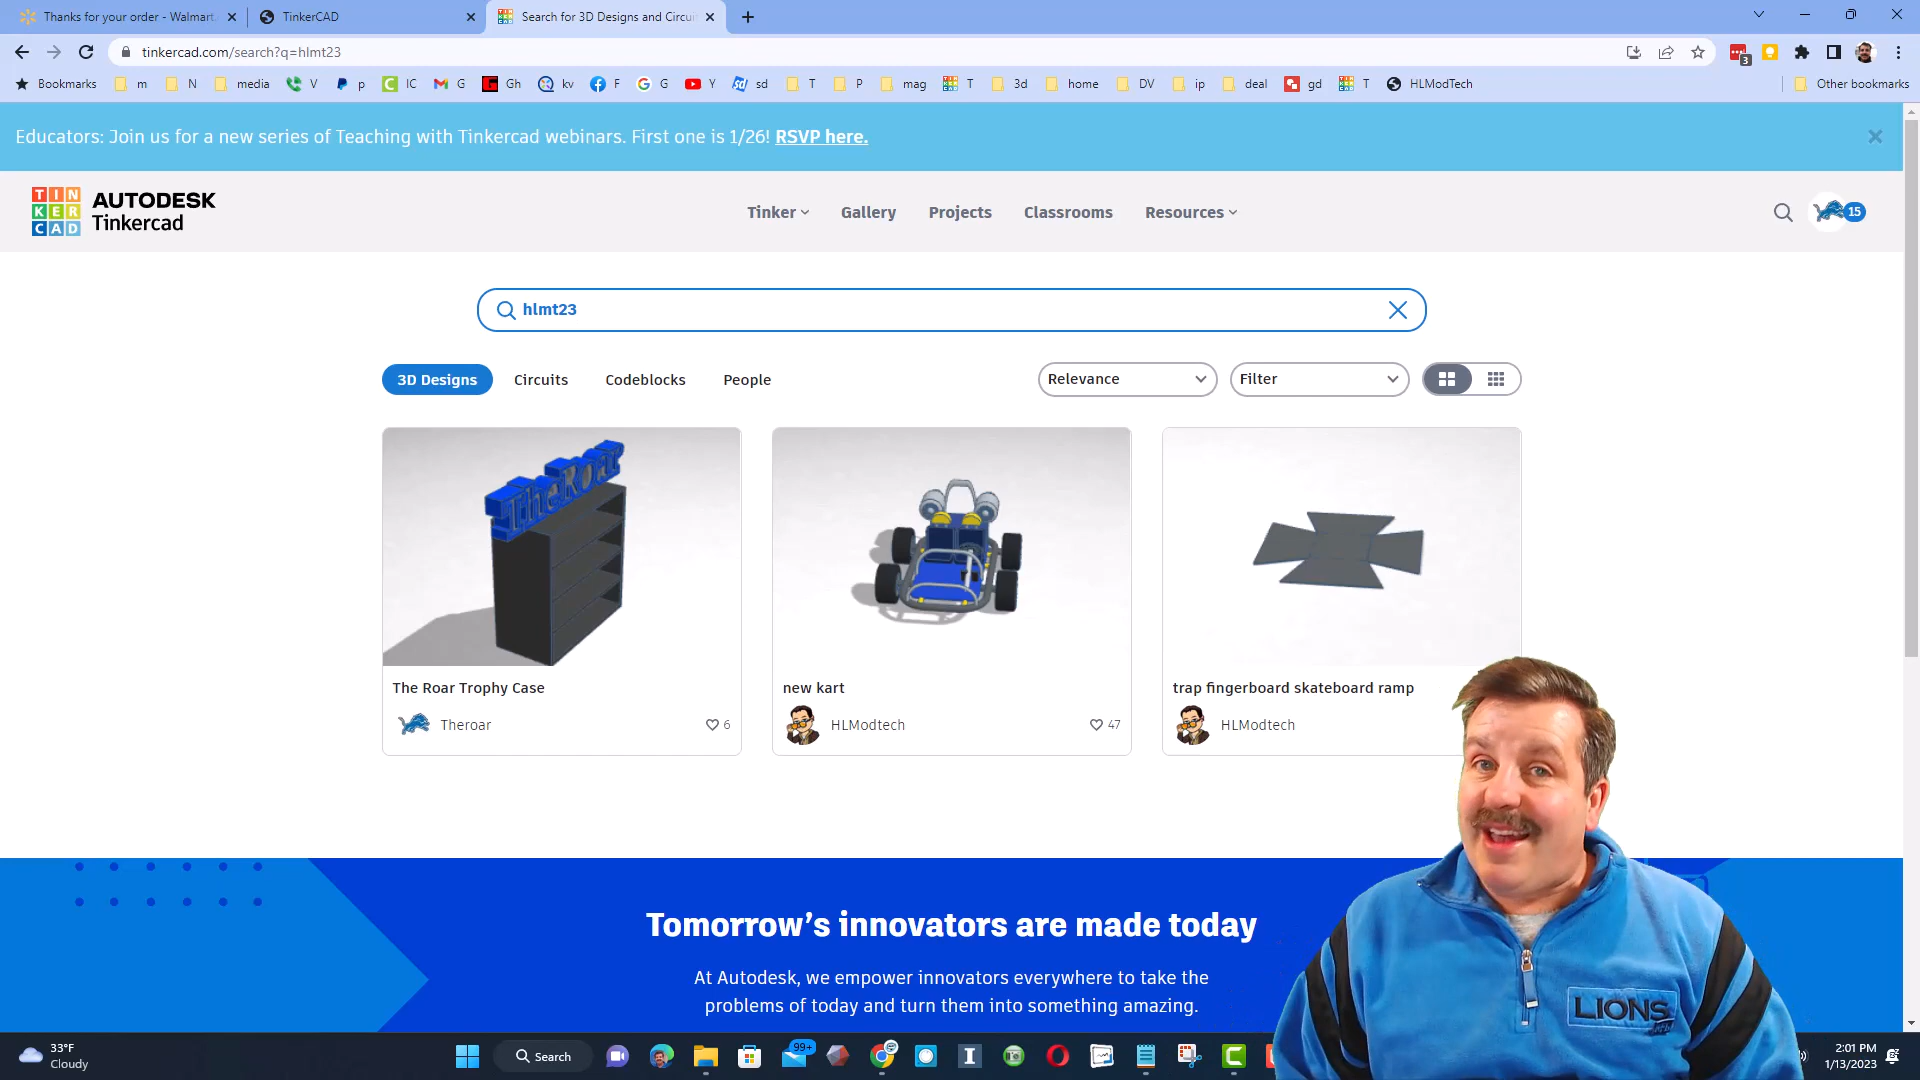 Thanks for your order - Walmart.
TinkerCAD
Search for 3D Designs and Circui
tinkercad.com/search?q=hlmt23
3
Bookmarks
m
N
media
V
p
IC
G
Gh
kv
F
G
Y
sd
T
P
mag
T
3d
home
DV
ip
deal
gd
T
HLModTech
Other bookmarks
Educators: Join us for a new series of Teaching with Tinkercad webinars. First one is 1/26! RSVP here.
TIN
KER
CAD
AUTODESK
Tinkercad
Tinker
Gallery
Projects
Classrooms
Resources
15
hlmt23
3D Designs
Circuits
Codeblocks
People
Relevance
Filter
TheRoar
The Roar Trophy Case
Theroar
6
new kart
HLModtech
47
trap fingerboard skateboard ramp
HLModtech
Tomorrow's innovators are made today
At Autodesk, we empower innovators everywhere to take the
problems of today and turn them into something amazing.
LIONS
33°F
Cloudy
Search
99+
2:01 PM
1/13/2023